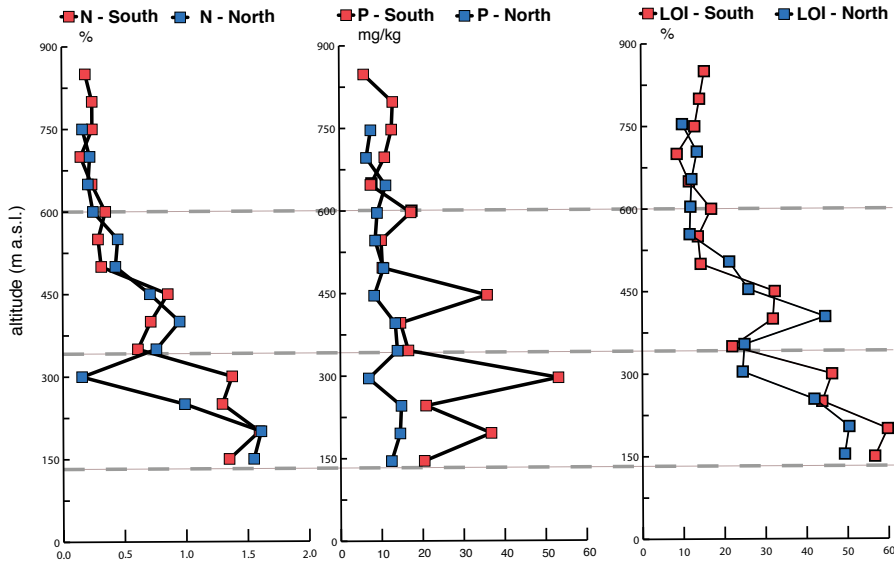 N - South N - North P - South P - North LOI - South LOI - North
% mg/kg %
900 900 900
750 750 750
600 600 600
450 450 450
300 300 300
150 150 150
0 0 0
0.0 0.5 1.0 1.5 2.0 0 10 20 30 40 50 60 0 10 20 30 40 50 60
altitude (m a.s.l.)